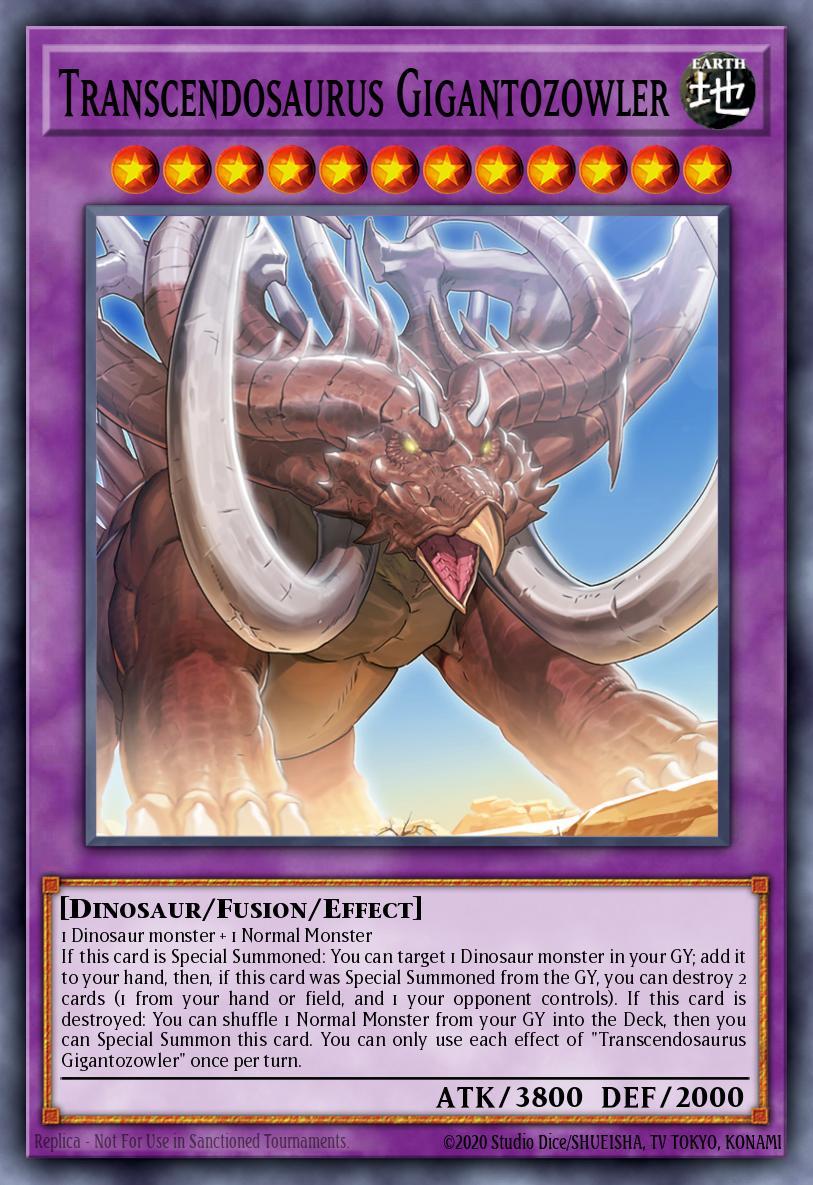 Transcendosaurus Gigantozowler
EARTH
地
[Dinosaur/Fusion/Effect]
1 Dinosaur monster + 1 Normal Monster
If this card is Special Summoned: You can target 1 Dinosaur monster in your GY; add it
to your hand, then, if this card was Special Summoned from the GY, you can destroy 2
cards (1 from your hand or field, and 1 your opponent controls). If this card is
destroyed: You can shuffle 1 Normal Monster from your GY into the Deck, then you
can Special Summon this card. You can only use each effect of "Transcendosaurus
Gigantozowler" once per turn.
ATK/3800 DEF/2000
Replica - Not For Use in Sanctioned Tournaments.
©2020 Studio Dice/SHUEISHA, TV TOKYO, KONAMI